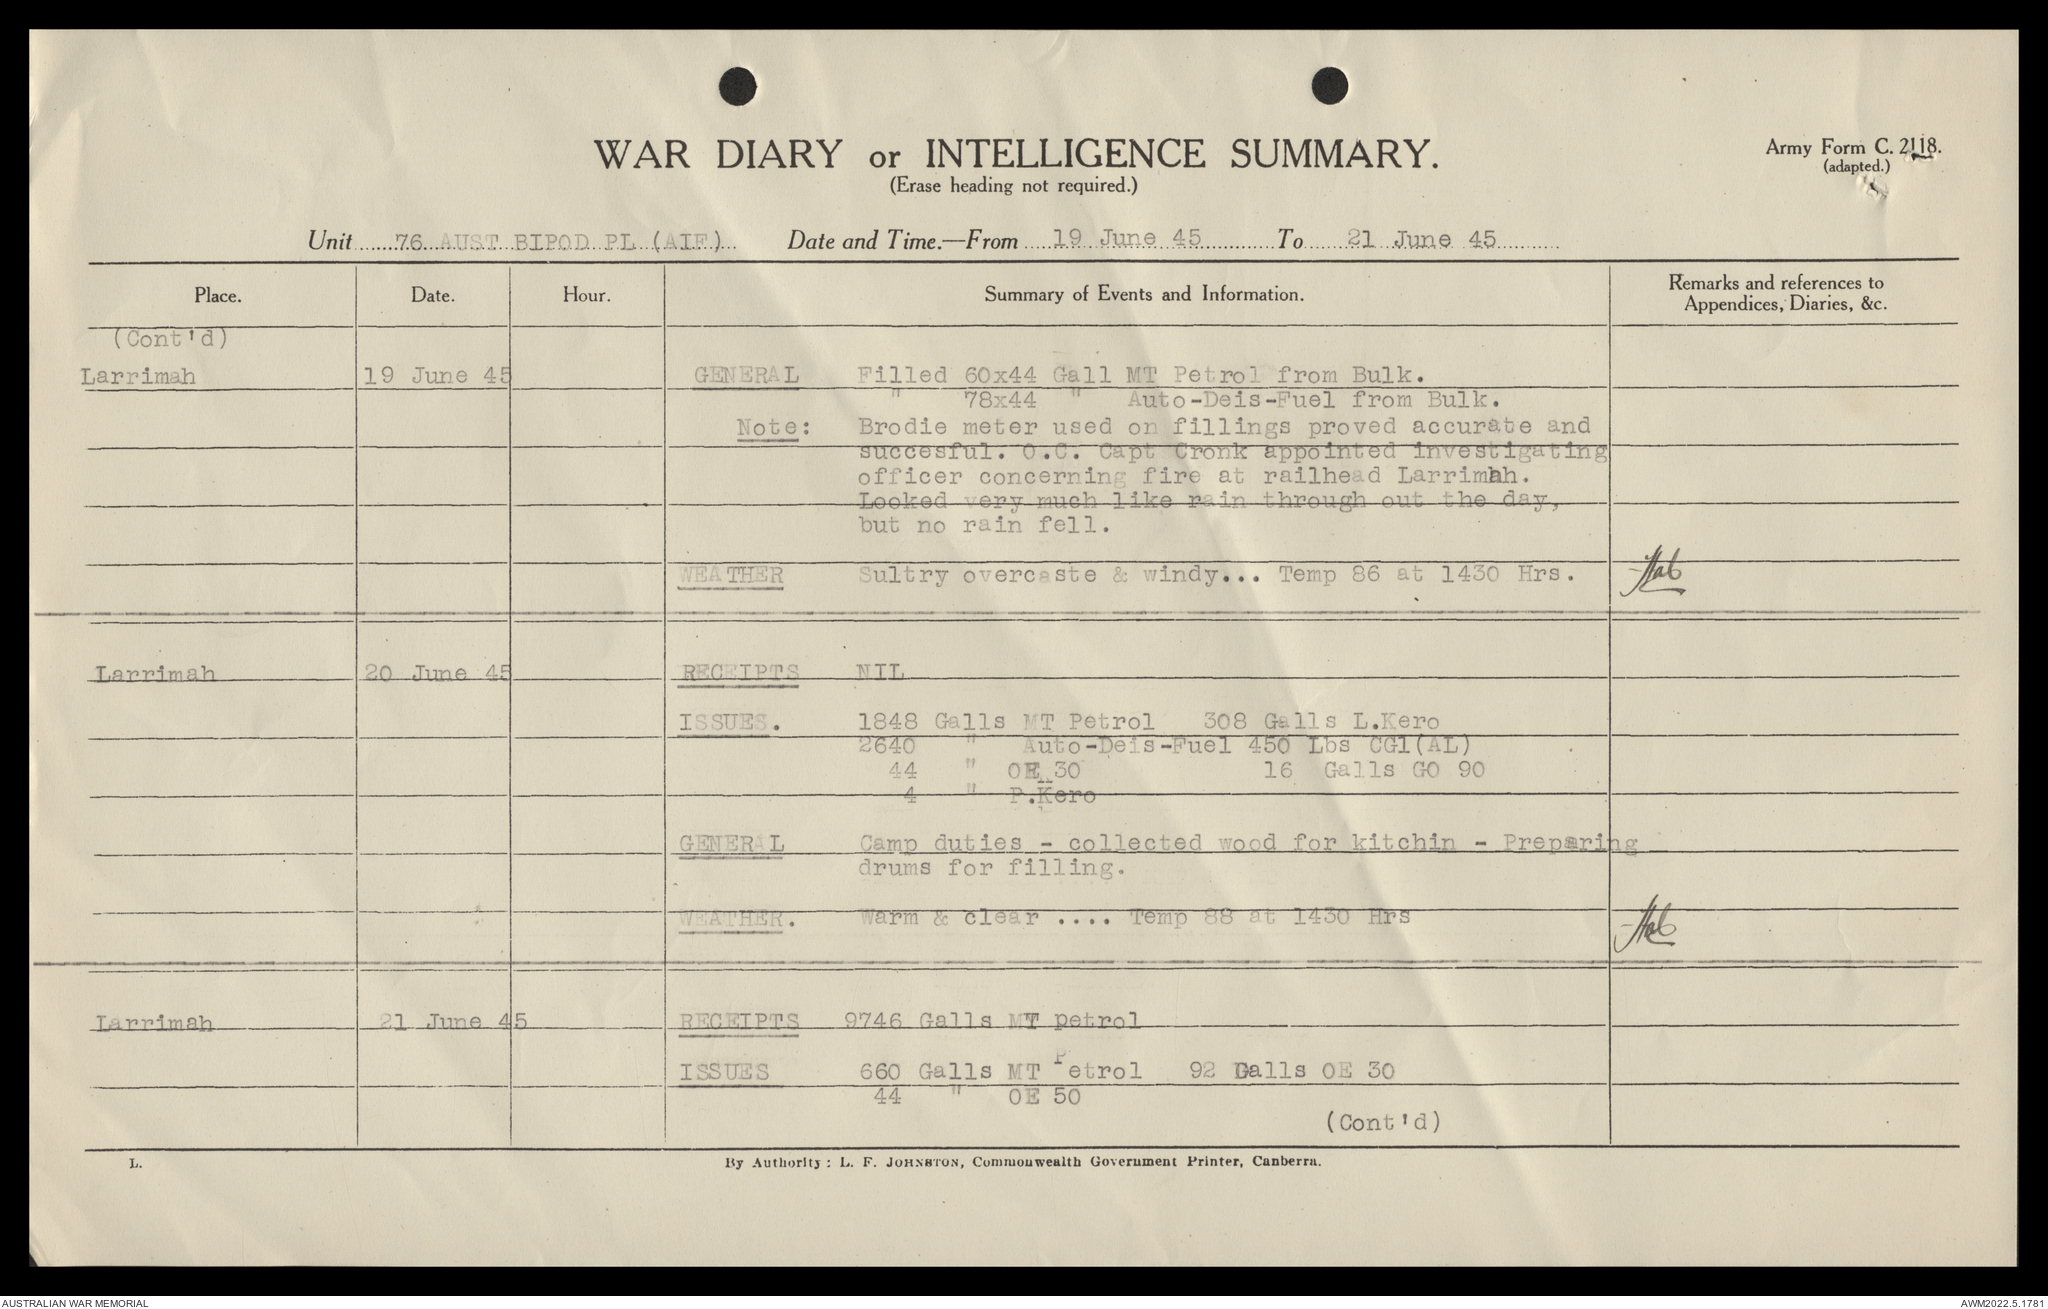 WAR DIARY or INTELLIGENCE SUMMARY.
(Erase heading not required.)
Army Form C. 2118.
(adapted.)
Unit 76 AUST BIPOD PL (AIF) Date and Time.—From 19 June 45 To 21 June 45
Place. Date. Hour. Summary of Events and Information. Remarks and references to
Appendices, Diaries, &c.
(Cont'd)
Larrimah 19 June 45 GENERAL Filled 60x44 Gall MT Petrol from Bulk.
" 78x44 " Auto-Deis-Fuel from Bulk.
Note: Brodie meter used on fillings proved accurate and
succesful. O.C. Capt Cronk appointed investigating
officer concerning fire at railhead Larrimah.
Looked very much like rain through out the day,
but no rain fell.
WEATHER Sultry overcaste & windy... Temp 86 at 1430 Hrs.
Larrimah 20 June 45 RECEIPTS NIL
ISSUES. 1848 Galls MT Petrol 308 Galls L.Kero
2640 " Auto-Deis-Fuel 450 Lbs CG1(AL)
44 " OE 30 16 Galls GO 90
4 " P.Kero
GENERAL Camp duties - collected wood for kitchin - Preparing
drums for filling.
WEATHER. Warm & clear .... Temp 88 at 1430 Hrs
Larrimah 21 June 45 RECEIPTS 9746 Galls MT petrol
ISSUES 660 Galls MT Petrol 92 Galls OE 30
44 " OE 50
(Cont'd)
L. By Authority : L. F. JOHNSTON, Commonwealth Government Printer, Canberra.
AUSTRALIAN WAR MEMORIAL AWM2022.5.1781